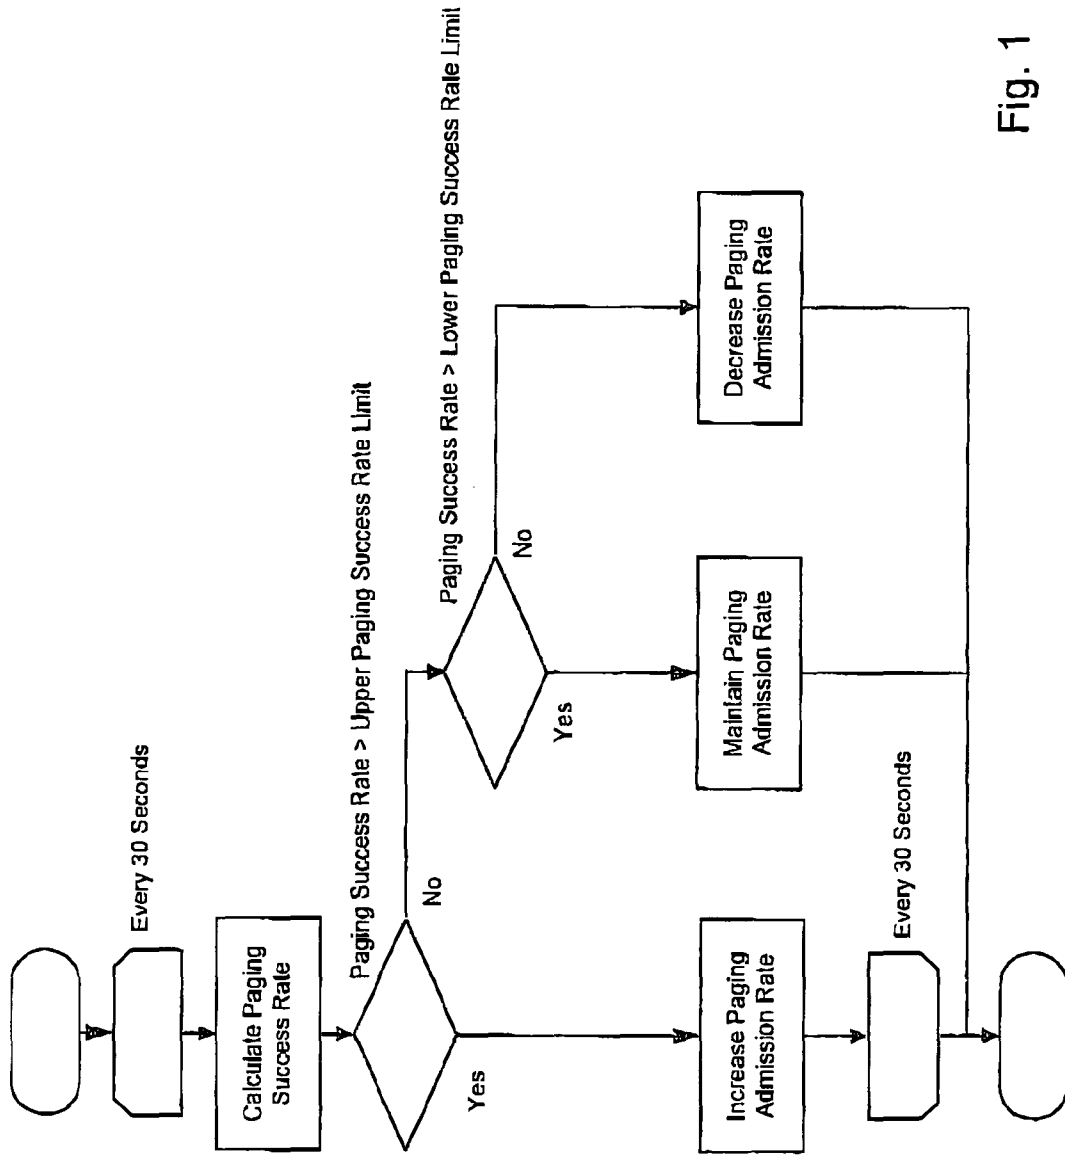 Every 30 Seconds
Calculate Paging
Success Rate
Paging Success Rate > Upper Paging Success Rate Limit
No
Yes
Paging Success Rate > Lower Paging Success Rate Limit
No
Yes
Increase Paging
Admission Rate
Maintain Paging
Admission Rate
Decrease Paging
Admission Rate
Every 30 Seconds
Fig. 1